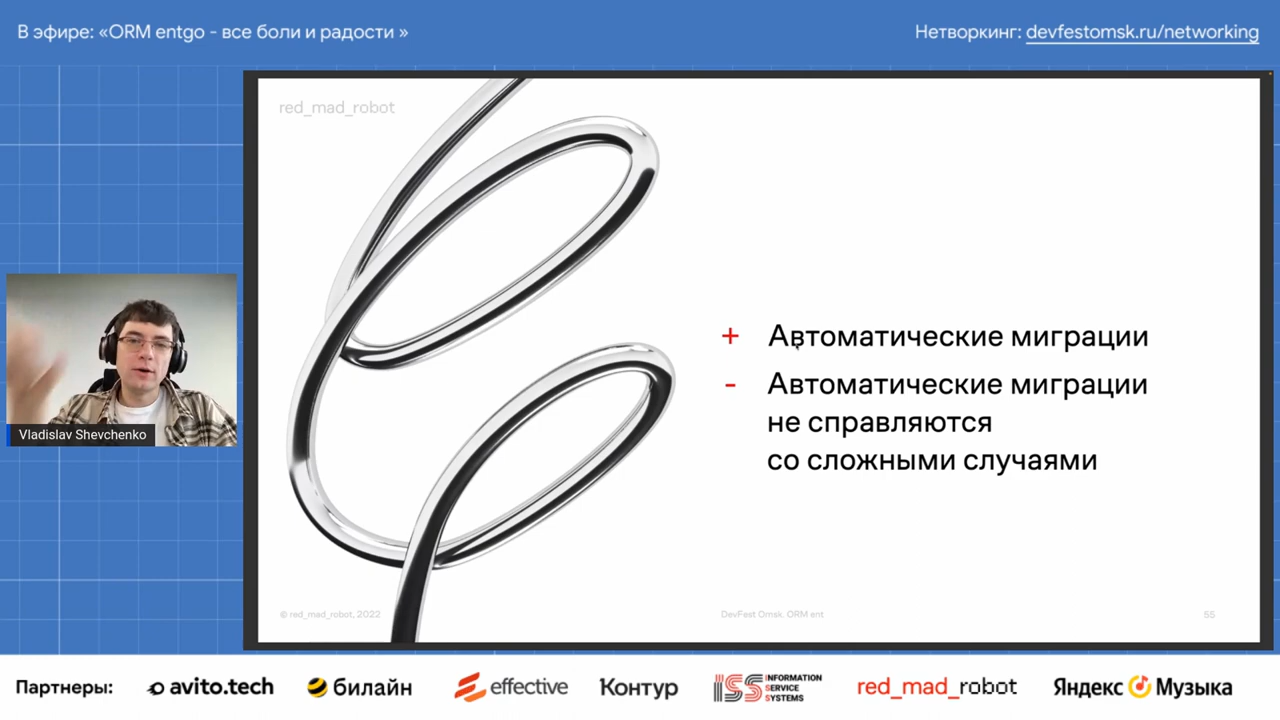 В эфире: «ORM entgo - все боли и радости »
Нетворкинг: devfestomsk.ru/networking
red_mad_robot
+ Автоматические миграции
- Автоматические миграции
не справляются
со сложными случаями
Vladislav Shevchenko
© red_mad_robot, 2022
DevFest Omsk. ORM ent
55
Партнеры:
avito.tech
билайн
effective
Контур
ISS INFORMATION
SERVICE
SYSTEMS
red_mad_robot
Яндекс Музыка